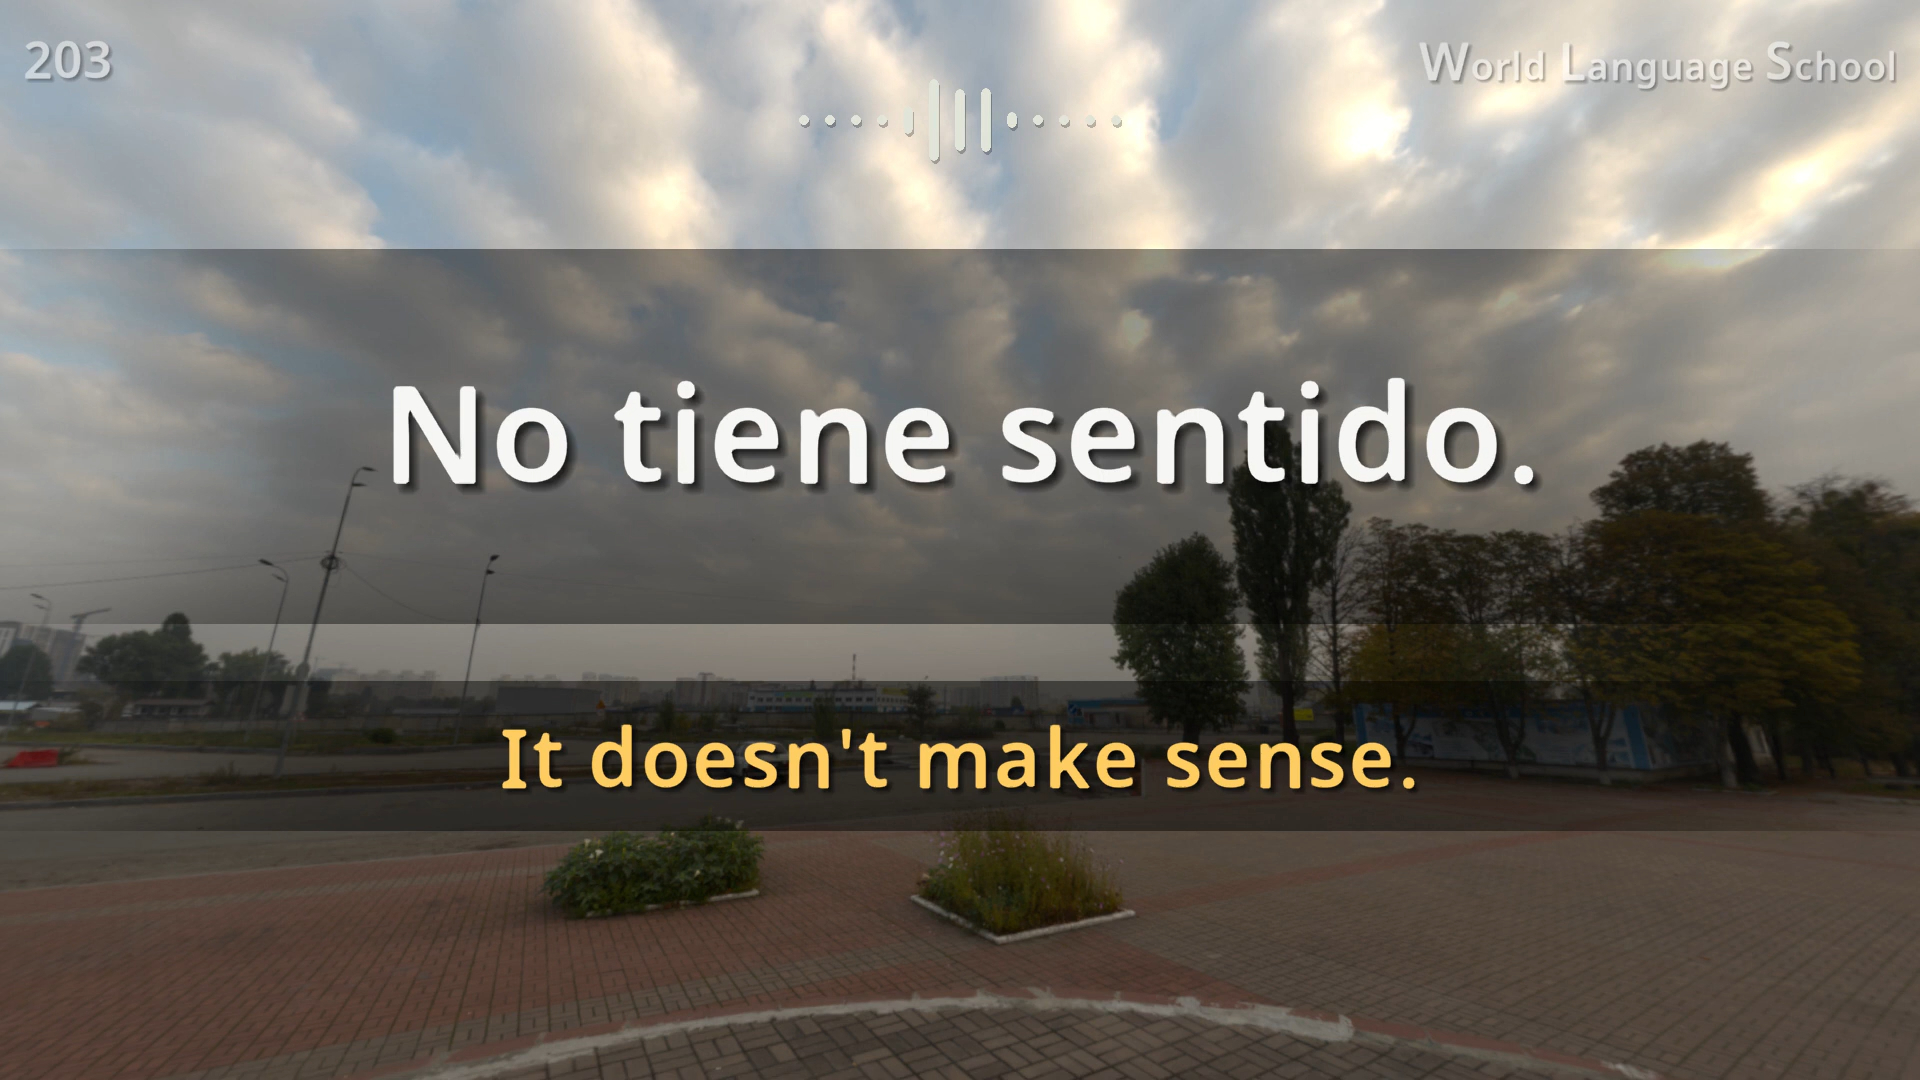 203
World Language School
No tiene sentido.
It doesn't make sense.